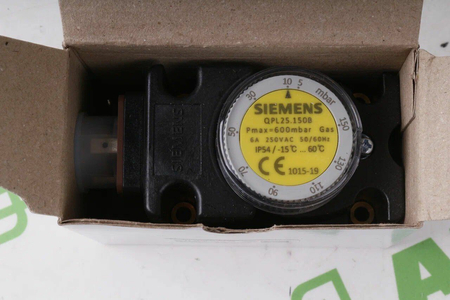 10 5
mbar
30
50
70
90
110
130
150
SIEMENS
QPL25.150B
Pmax=600mbar Gas
6A 250VAC 50/60Hz
IP54 / -15°C ... 60°C
CE 1015-19
SIEMENS
A